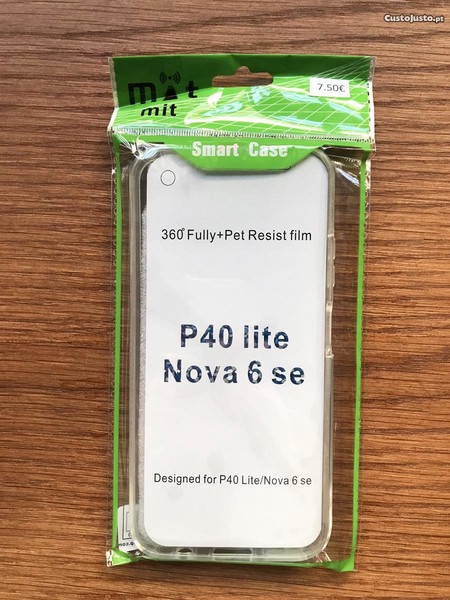 CustoJusto.pt
7.50€
mit
mit
Smart Case
360°Fully+Pet Resist film
P40 lite
Nova 6 se
Designed for P40 Lite/Nova 6 se